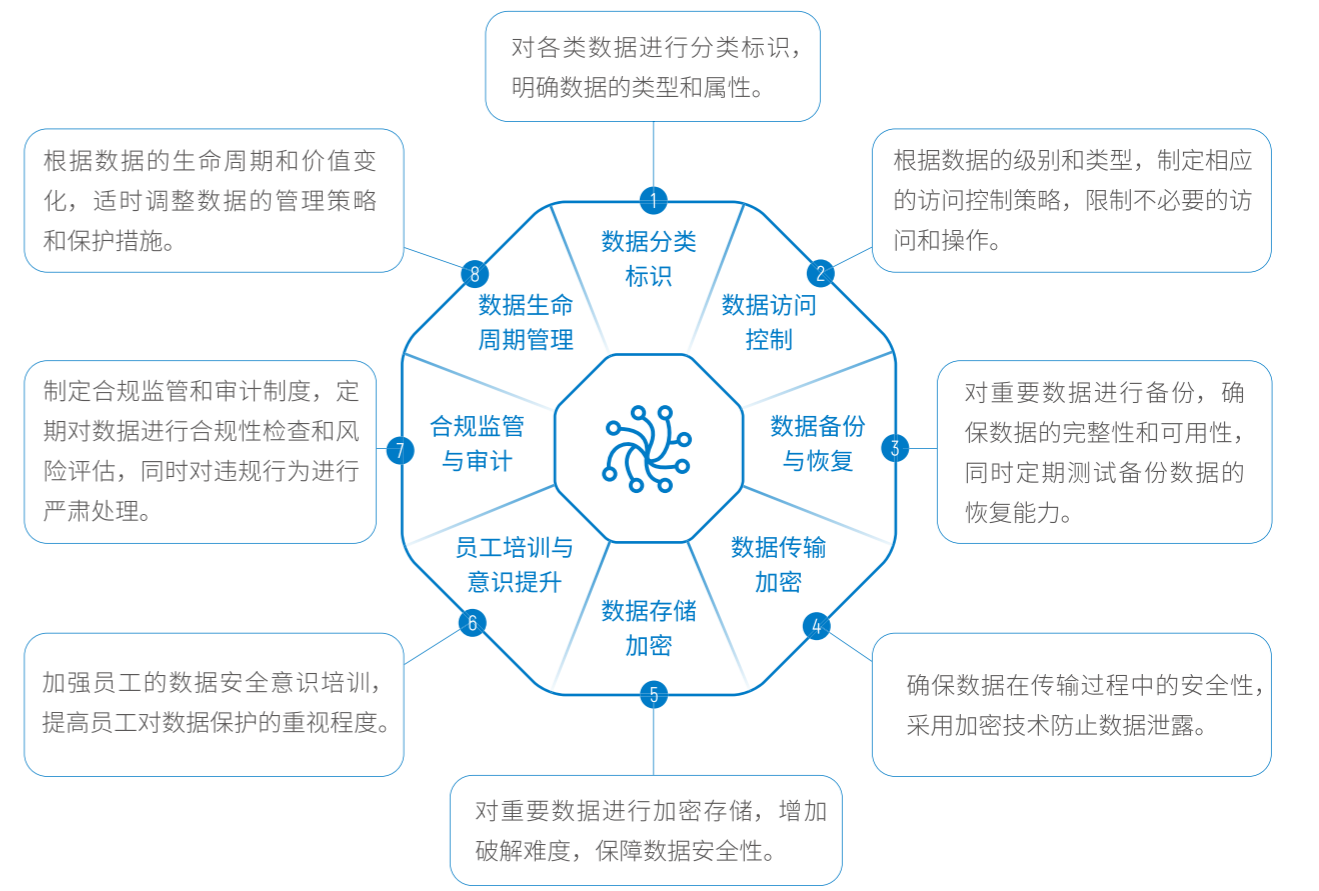 对各类数据进行分类标识，
明确数据的类型和属性。
1
数据分类
标识
根据数据的级别和类型，制定相应
的访问控制策略，限制不必要的访
问和操作。
2
数据访问
控制
对重要数据进行备份，确
保数据的完整性和可用性，
同时定期测试备份数据的
恢复能力。
3
数据备份
与恢复
确保数据在传输过程中的安全性，
采用加密技术防止数据泄露。
4
数据传输
加密
对重要数据进行加密存储，增加
破解难度，保障数据安全性。
5
数据存储
加密
加强员工的数据安全意识培训，
提高员工对数据保护的重视程度。
6
员工培训与
意识提升
制定合规监管和审计制度，定
期对数据进行合规性检查和风
险评估，同时对违规行为进行
严肃处理。
7
合规监管
与审计
根据数据的生命周期和价值变
化，适时调整数据的管理策略
和保护措施。
8
数据生命
周期管理